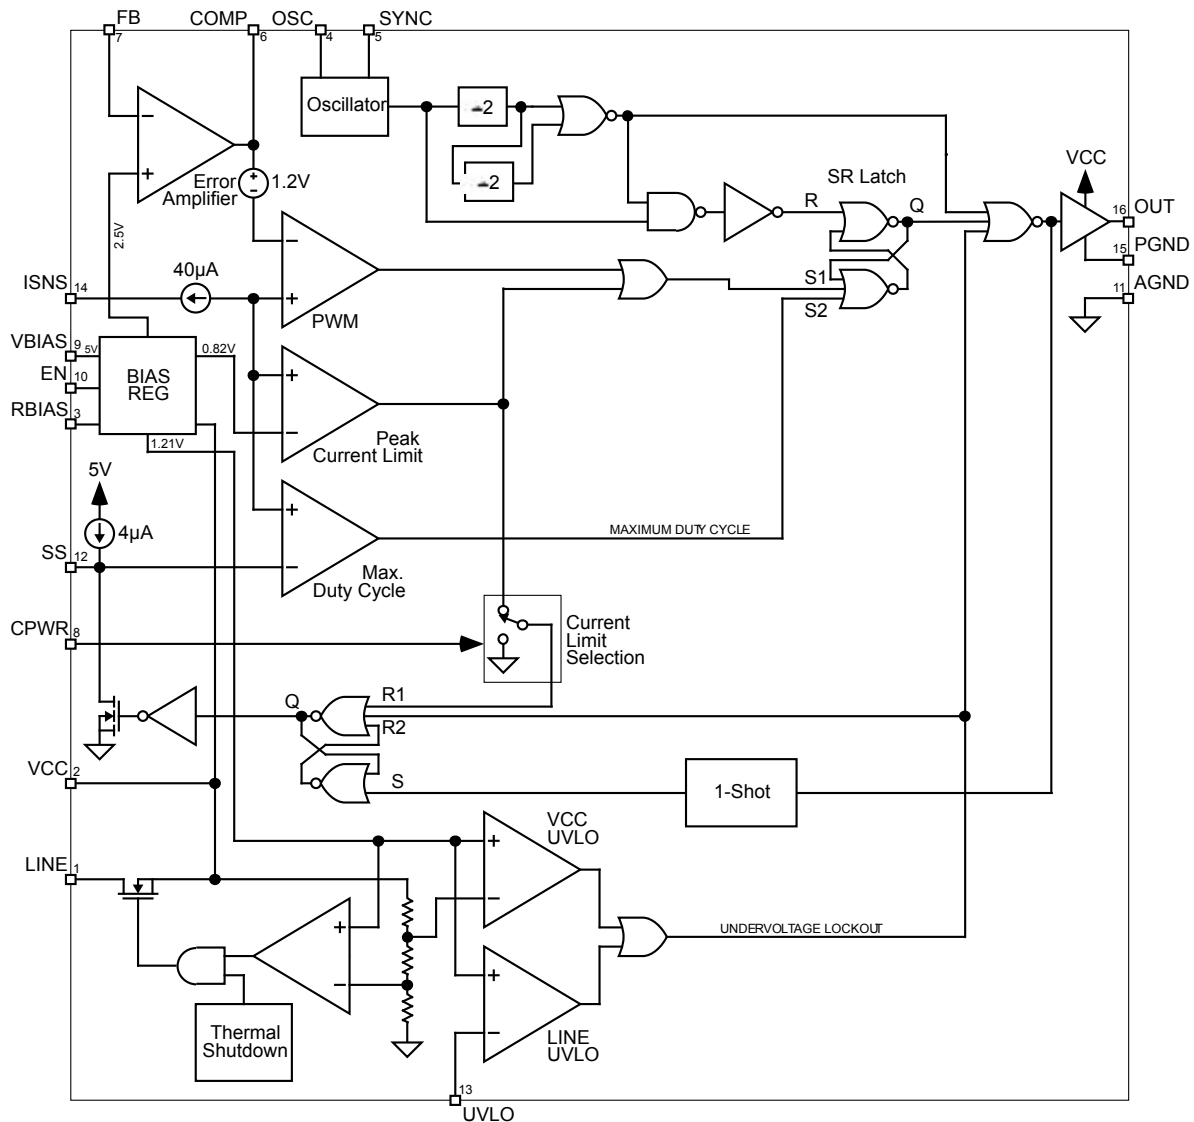 FB
7
COMP
6
OSC
4
SYNC
5
Oscillator
2
2
Error
Amplifier
1.2V
2.5V
SR Latch
R
Q
S1
S2
VCC
OUT
16
PGND
15
AGND
11
ISNS
14
40µA
PWM
VBIAS
9
5V
EN
10
RBIAS
3
BIAS
REG
0.82V
1.21V
Peak
Current Limit
5V
4µA
SS
12
Max.
Duty Cycle
MAXIMUM DUTY CYCLE
CPWR
8
Current
Limit
Selection
Q
R1
R2
S
1-Shot
VCC
2
LINE
1
VCC
UVLO
UNDERVOLTAGE LOCKOUT
Thermal
Shutdown
LINE
UVLO
13
UVLO